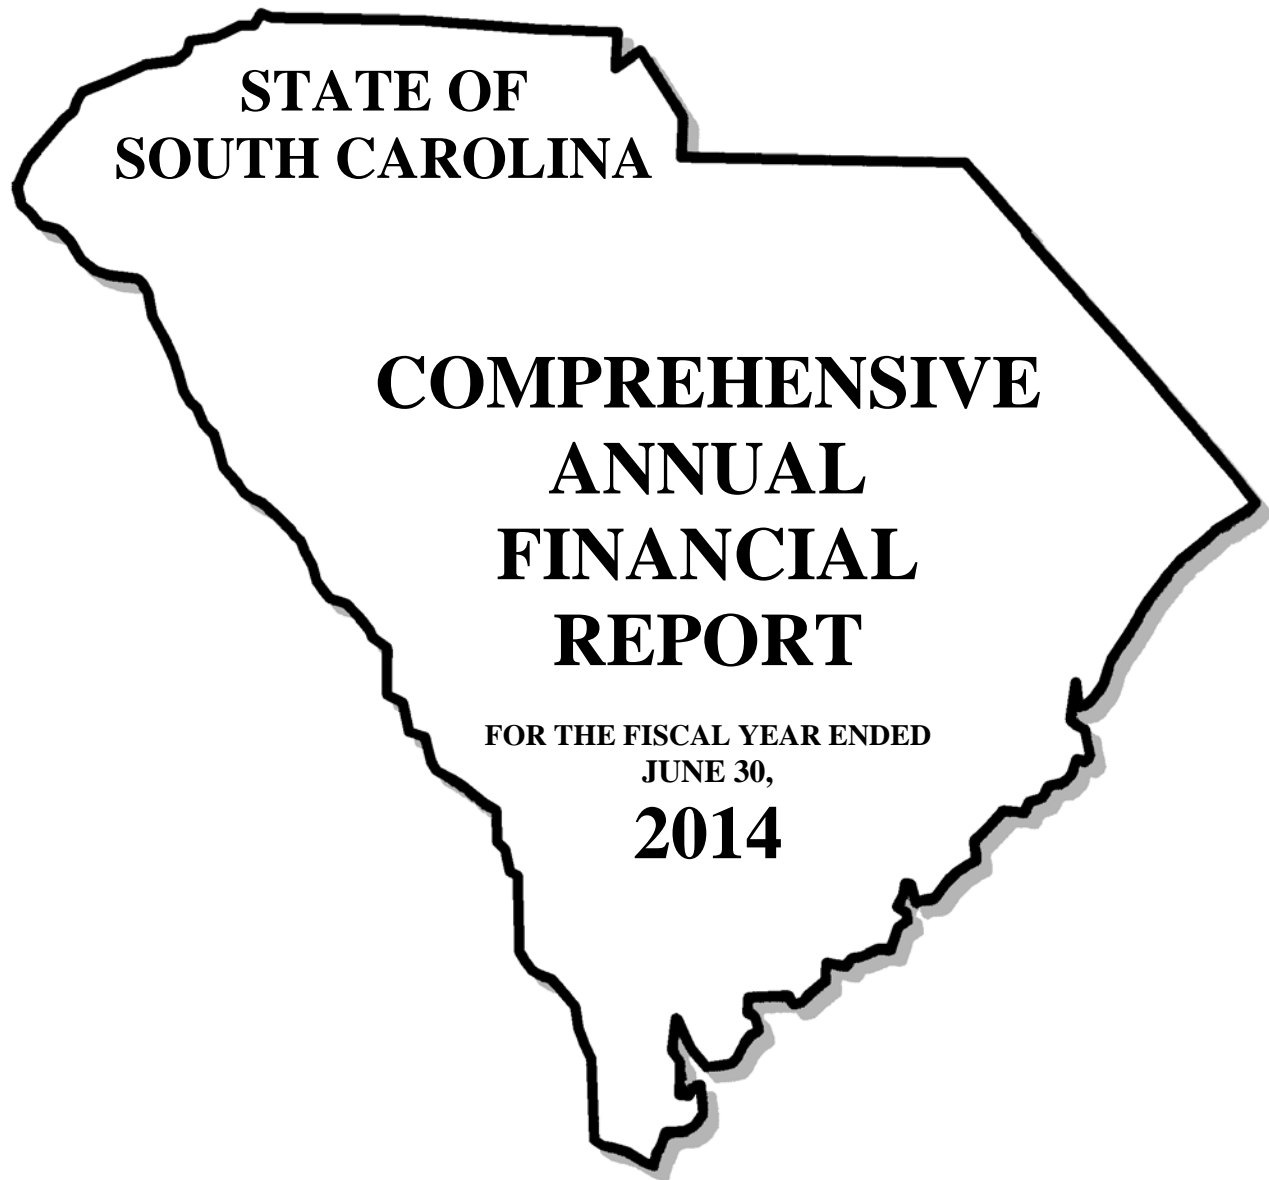 STATE OF
SOUTH CAROLINA
COMPREHENSIVE
ANNUAL
FINANCIAL
REPORT
FOR THE FISCAL YEAR ENDED
JUNE 30,
2014